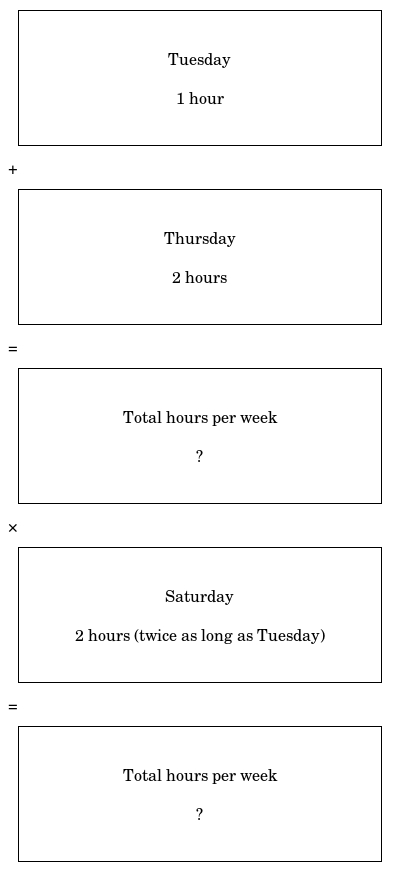 Tuesday
1 hour
+
Thursday
2 hours
=
Total hours per week
?
×
Saturday
2 hours (twice as long as Tuesday)
=
Total hours per week
?